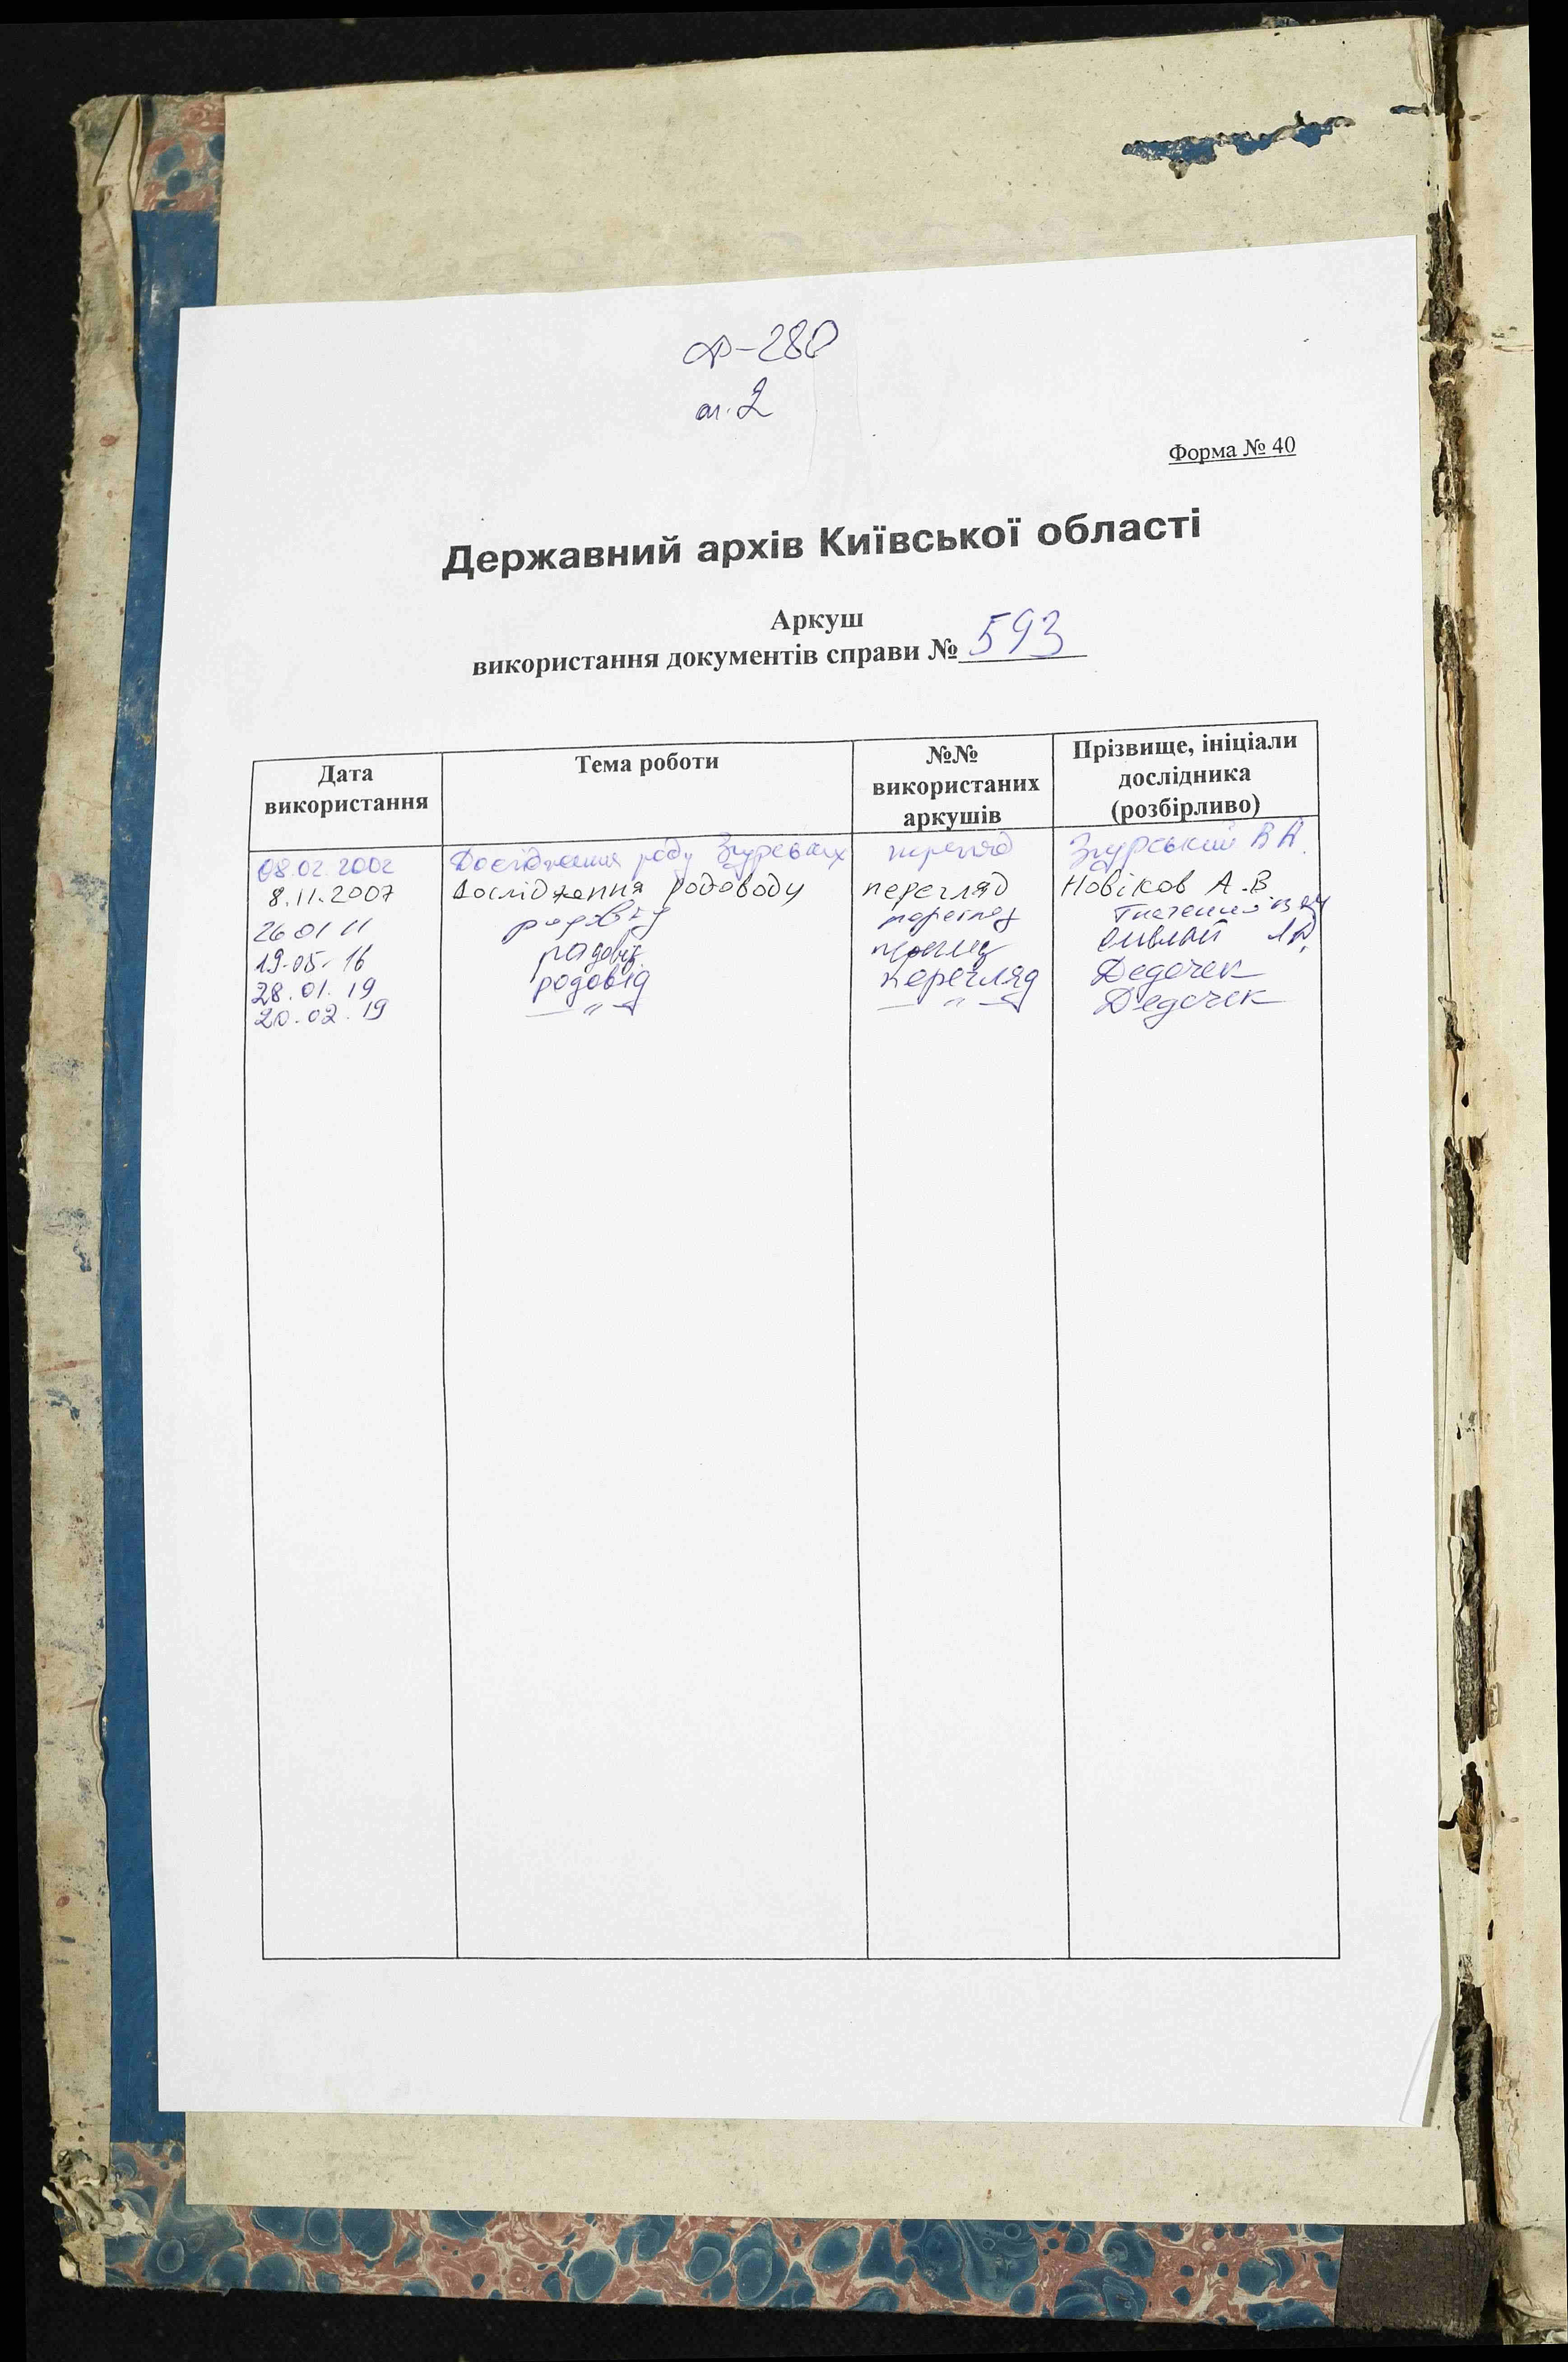 ф-280
оп. 2
Форма № 40
Державний архів Київської області
Аркуш
використання документів справи № 593
Дата використання Тема роботи №№ використаних аркушів Прізвище, ініціали дослідника (розбірливо)
08.02.2002 Дослідження роду Згурських перегляд Згурський В А.
8.11.2007 Дослідження родоводу перегляд Новіков А.В
26 01 11 родовід перегляд
19.05.16 родовід перегляд
28.01.19 родовід перегляд Дедочек
20.02.19 — " — — " — Дедочек